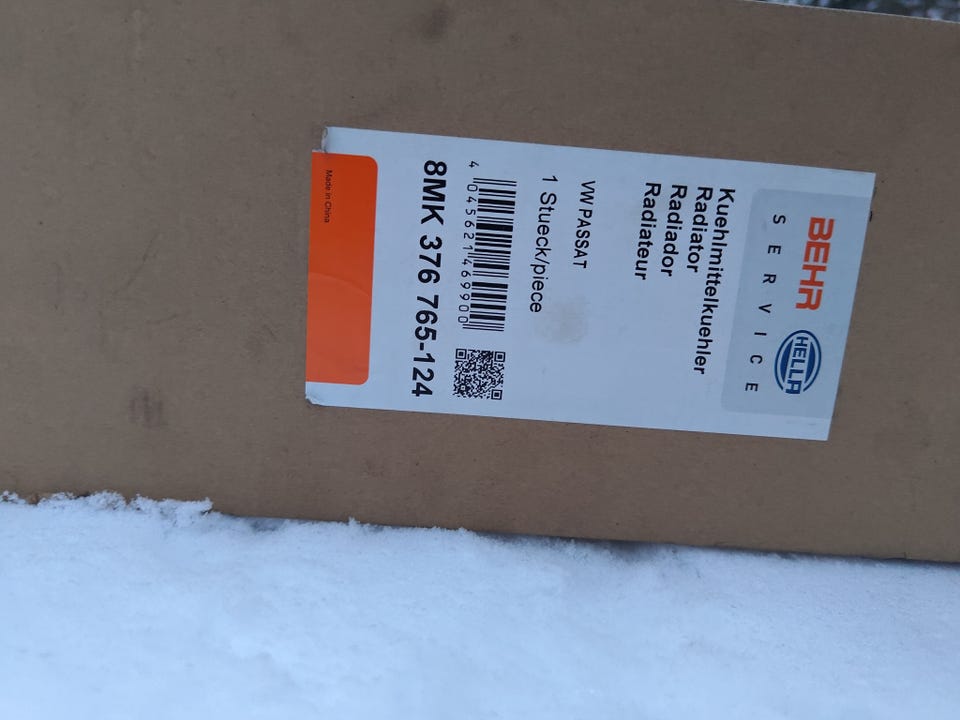 BEHR HELLA
SERVICE
Kuehlmittelkuehler
Radiator
Radiador
Radiateur
VW PASSAT
1 Stueck/piece
4 045621 469900
8MK 376 765-124
Made in China